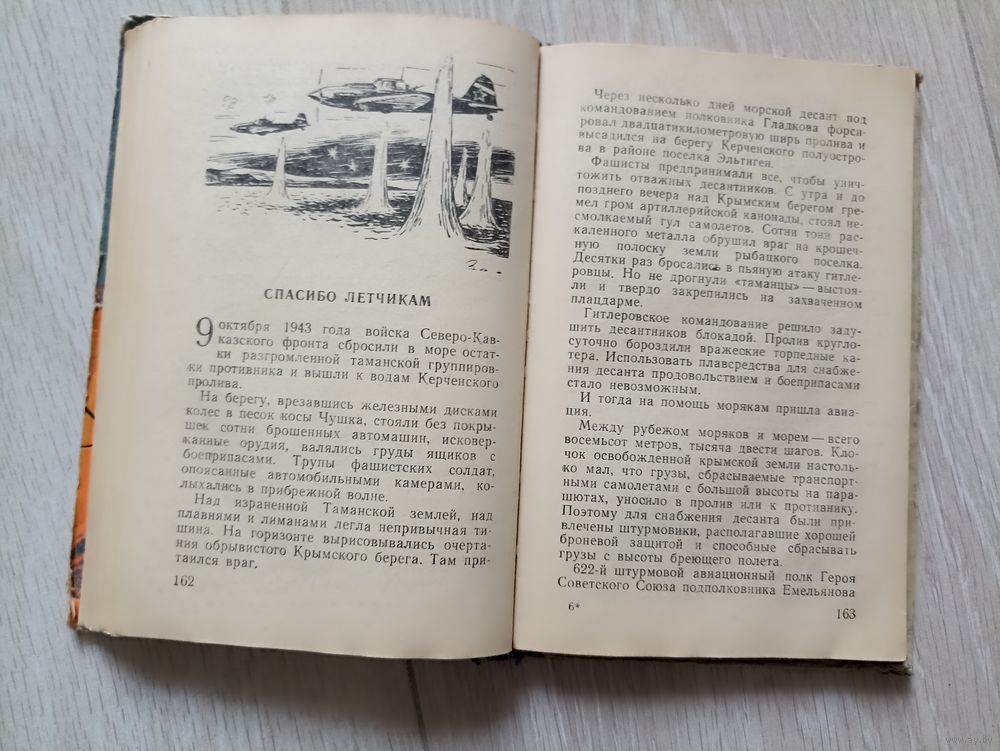 СПАСИБО ЛЕТЧИКАМ
9 октября 1943 года войска Северо-Кав-
казского фронта сбросили в море остат-
ки разгромленной таманской группиров-
ки противника и вышли к водам Керченского
пролива.
На берегу, врезавшись железными дисками
колес в песок косы Чушка, стояли без покры-
шек сотни брошенных автомашин, исковер-
канные орудия, валялись груды ящиков с
боеприпасами. Трупы фашистских солдат,
опоясанные автомобильными камерами, ко-
лыхались в прибрежной волне.
Над израненной Таманской землей, над
плавнями и лиманами легла непривычная ти-
шина. На горизонте вырисовывались очерта-
ния обрывистого Крымского берега. Там при-
таился враг.
162
Через несколько дней морской десант под
командованием полковника Гладкова форси-
ровал двадцатикилометровую ширь пролива и
высадился на берегу Керченского полуостро-
ва в районе поселка Эльтиген.
Фашисты предпринимали все, чтобы унич-
тожить отважных десантников. С утра и до
позднего вечера над Крымским берегом гре-
мел гром артиллерийской канонады, стоял не-
смолкаемый гул самолетов. Сотни тонн рас-
каленного металла обрушил враг на крошеч-
ную полоску земли рыбацкого поселка.
Десятки раз бросались в пьяную атаку гитле-
ровцы. Но не дрогнули «таманцы» — выстоя-
ли и твердо закрепились на захваченном
плацдарме.
Гитлеровское командование решило заду-
шить десантников блокадой. Пролив кругло-
суточно бороздили вражеские торпедные ка-
тера. Использовать плавсредства для снабже-
ния десанта продовольствием и боеприпасами
стало невозможным.
И тогда на помощь морякам пришла авиа-
ция.
Между рубежом моряков и морем — всего
восемьсот метров, тысяча двести шагов. Кло-
чок освобожденной крымской земли настоль-
ко мал, что грузы, сбрасываемые транспорт-
ными самолетами с большой высоты на пара-
шютах, уносило в пролив или к противнику.
Поэтому для снабжения десанта были при-
влечены штурмовики, располагавшие хорошей
броневой защитой и способные сбрасывать
грузы с высоты бреющего полета.
622-й штурмовой авиационный полк Героя
Советского Союза подполковника Емельянова
6*
163
www.ay.by